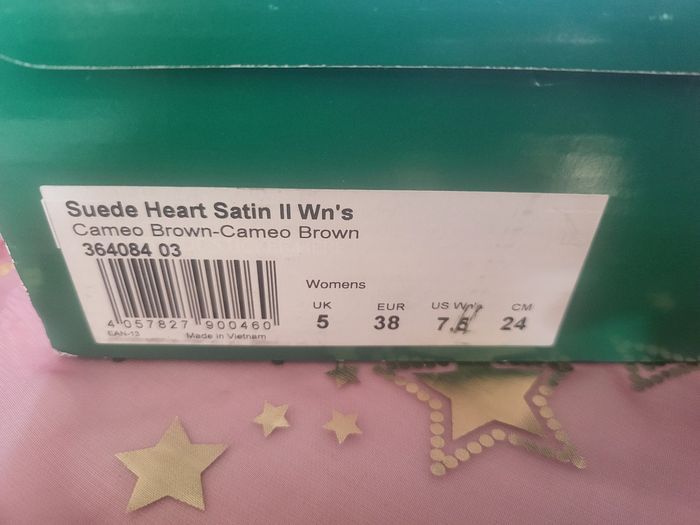 Suede Heart Satin II Wn's
Cameo Brown-Cameo Brown
364084 03
Womens
UK EUR US Wn's CM
5 38 7.5 24
4 057827 900460
EAN-13 Made in Vietnam